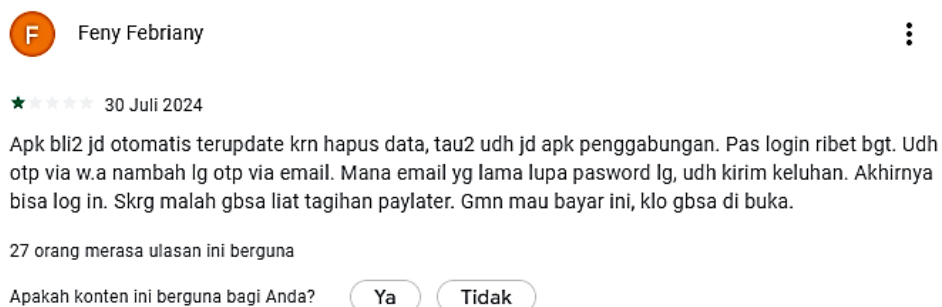 F
Feny Febriany
30 Juli 2024
Apk bli2 jd otomatis terupdate krn hapus data, tau2 udh jd apk penggabungan. Pas login ribet bgt. Udh
otp via w.a nambah lg otp via email. Mana email yg lama lupa pasword lg, udh kirim keluhan. Akhirnya
bisa log in. Skrg malah gbsa liat tagihan paylater. Gmn mau bayar ini, klo gbsa di buka.
27 orang merasa ulasan ini berguna
Apakah konten ini berguna bagi Anda? Ya Tidak